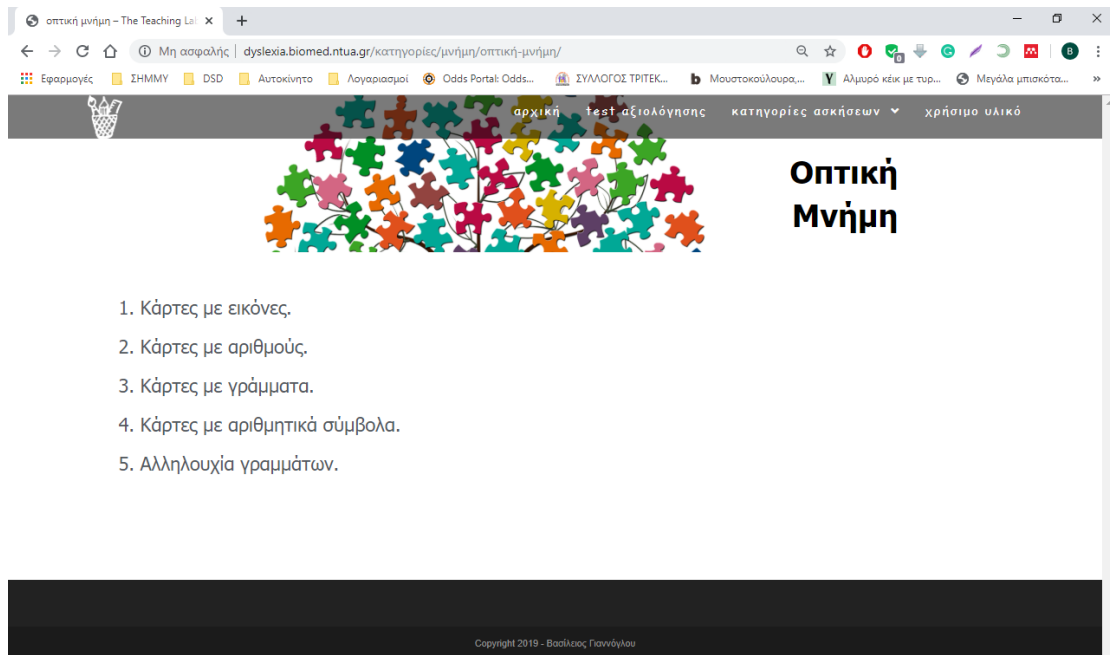 οπτική μνήμη – The Teaching La
Μη ασφαλής | dyslexia.biomed.ntua.gr/κατηγορίες/μνήμη/οπτική-μνήμη/
0
B
Εφαρμογές ΣΗΜΜΥ DSD Αυτοκίνητο Λογαριασμοί Odds Portal: Odds... ΣΥΛΛΟΓΟΣ ΤΡΙΤΕΚ... Μουστοκούλουρα,... Αλμυρό κέικ με τυρ... Μεγάλα μπισκότα... »
αρχική test αξιολόγησης κατηγορίες ασκήσεων χρήσιμο υλικό
Οπτική
Μνήμη
1. Κάρτες με εικόνες.
2. Κάρτες με αριθμούς.
3. Κάρτες με γράμματα.
4. Κάρτες με αριθμητικά σύμβολα.
5. Αλληλουχία γραμμάτων.
Copyright 2019 - Βασίλειος Γιαννόγλου